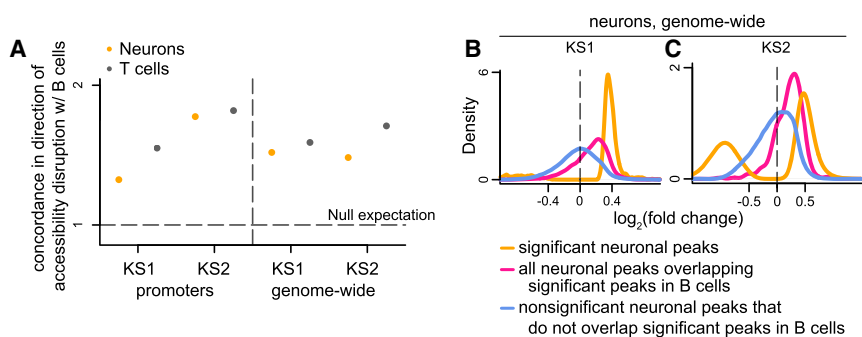 A
Neurons
T cells
concordance in direction of
accessibility disruption w/ B cells
2
1
Null expectation
KS1
KS2
KS1
KS2
promoters
genome-wide
neurons, genome-wide
B
KS1
C
KS2
Density
6
0
-0.4
0
0.4
2
0
-0.5
0
0.5
log2(fold change)
significant neuronal peaks
all neuronal peaks overlapping
significant peaks in B cells
nonsignificant neuronal peaks that
do not overlap significant peaks in B cells